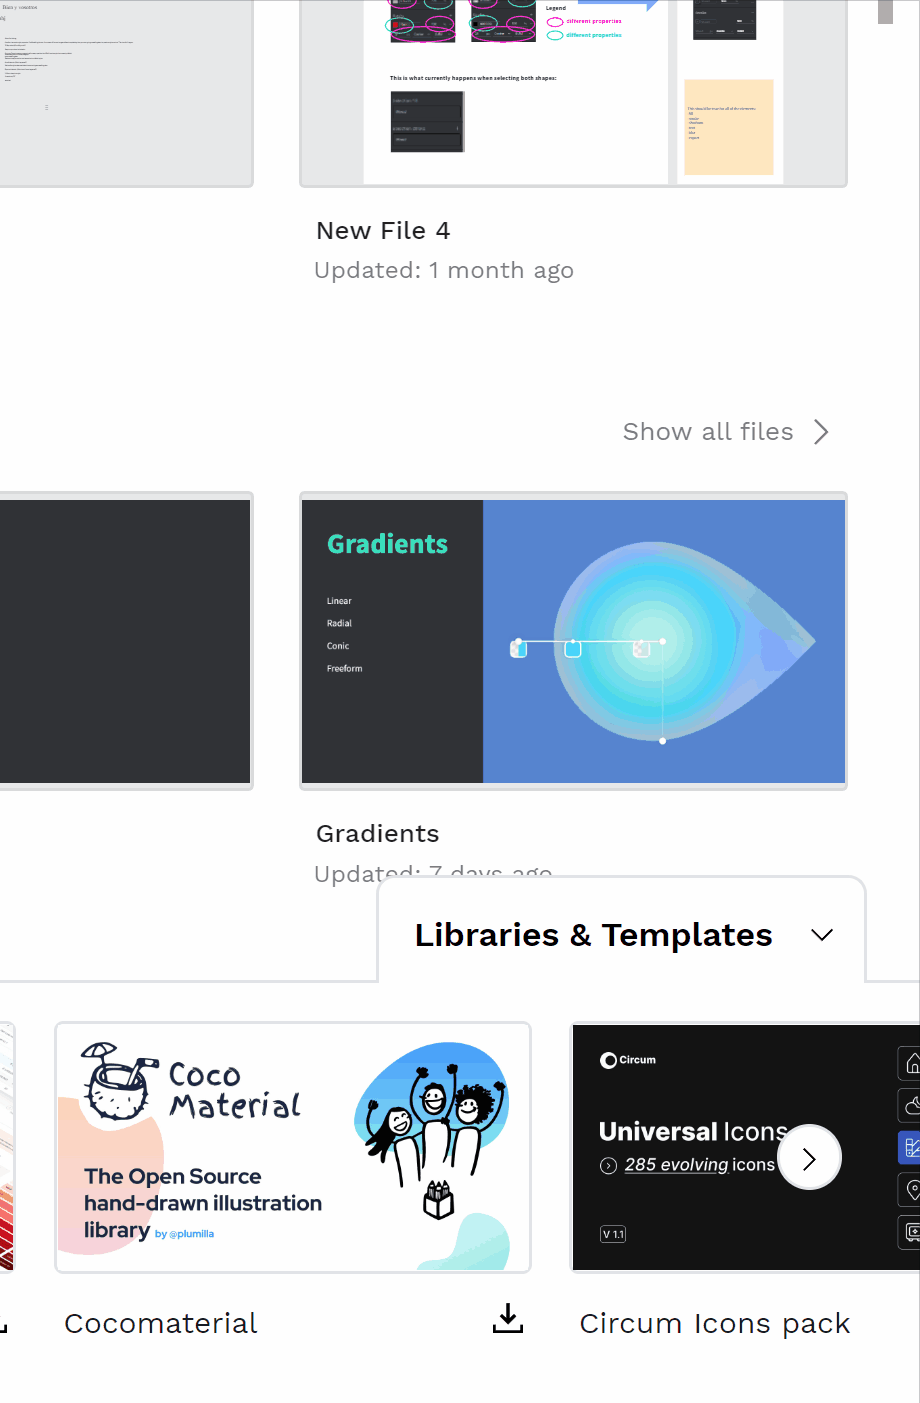 Bien y vosotros
Legend
different properties
different properties
This is what currently happens when selecting both shapes:
New File 4
Updated: 1 month ago
Show all files
Gradients
Linear
Radial
Conic
Freeform
Gradients
Updated: 7 days ago
Libraries & Templates
Coco
Material
The Open Source
hand-drawn illustration
library by @plumilla
Circum
Universal Icons
285 evolving icons
V 1.1
Cocomaterial
Circum Icons pack